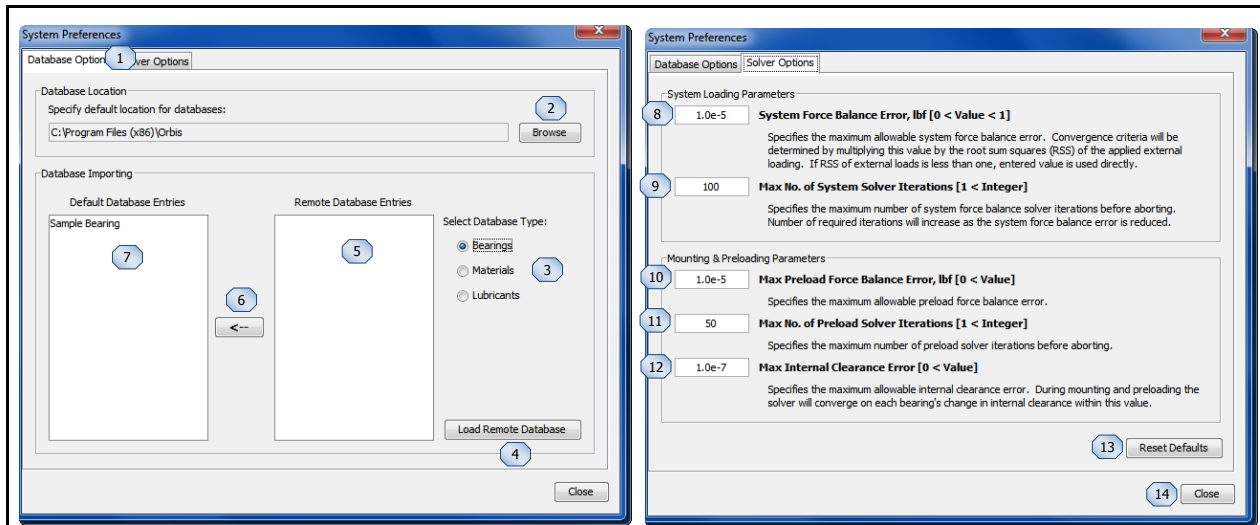 System Preferences
Database Option 1 ver Options
Database Location
Specify default location for databases:
2
C:\Program Files (x86)\Orbis
Browse
Database Importing
Default Database Entries
Remote Database Entries
Sample Bearing
7
5
Select Database Type:
Bearings
Materials
3
Lubricants
6
<--
Load Remote Database
4
Close
System Preferences
Database Options Solver Options
System Loading Parameters
8 1.0e-5 System Force Balance Error, lbf [0 < Value < 1]
Specifies the maximum allowable system force balance error. Convergence criteria will be
determined by multiplying this value by the root sum squares (RSS) of the applied external
loading. If RSS of external loads is less than one, entered value is used directly.
9 100 Max No. of System Solver Iterations [1 < Integer]
Specifies the maximum number of system force balance solver iterations before aborting.
Number of required iterations will increase as the system force balance error is reduced.
Mounting & Preloading Parameters
10 1.0e-5 Max Preload Force Balance Error, lbf [0 < Value]
Specifies the maximum allowable preload force balance error.
11 50 Max No. of Preload Solver Iterations [1 < Integer]
Specifies the maximum number of preload solver iterations before aborting.
12 1.0e-7 Max Internal Clearance Error [0 < Value]
Specifies the maximum allowable internal clearance error. During mounting and preloading the
solver will converge on each bearing's change in internal clearance within this value.
13 Reset Defaults
14 Close